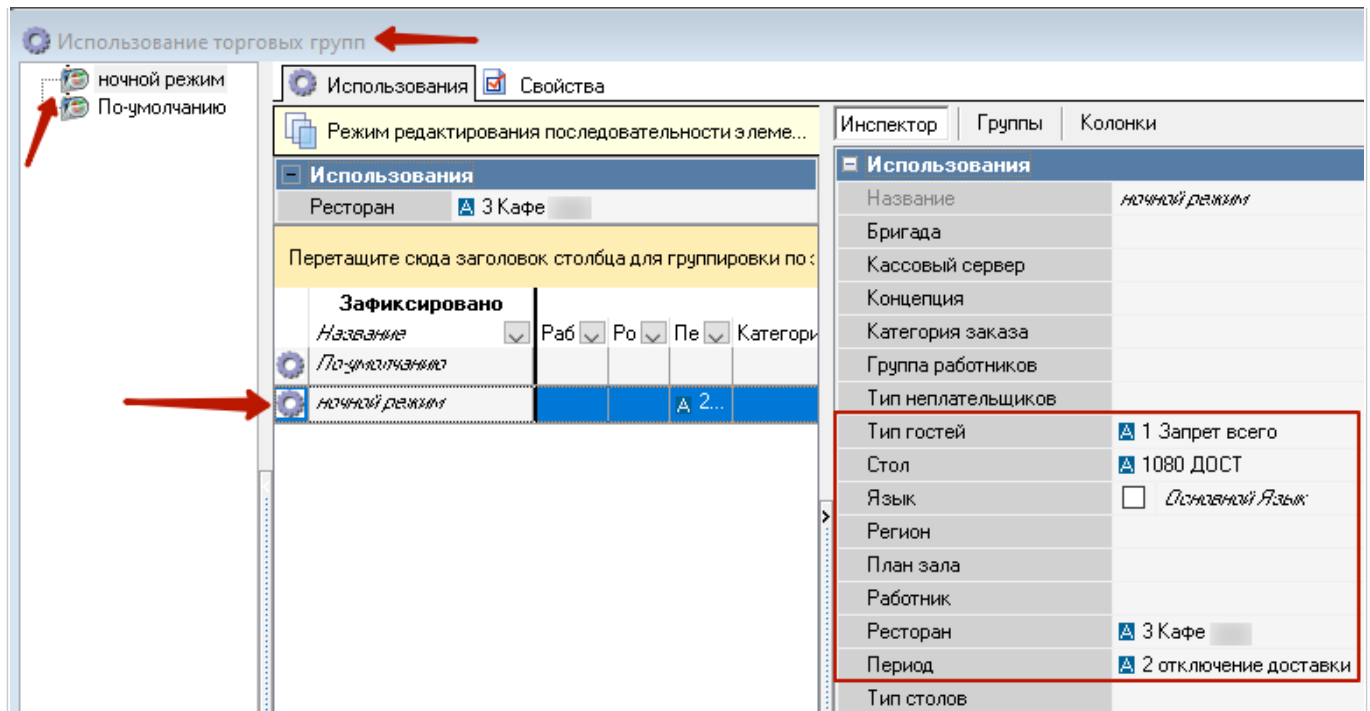 Использование торговых групп
ночной режим
По-умолчанию
Использования
Свойства
Режим редактирования последовательности элеме...
Использования
Ресторан 3 Кафе
Перетащите сюда заголовок столбца для группировки по
Зафиксировано
Название Раб Ро Пе Категори
По-умолчанию
ночной режим 2...
Инспектор Группы Колонки
Использования
Название ночной режим
Бригада
Кассовый сервер
Концепция
Категория заказа
Группа работников
Тип неплательщиков
Тип гостей 1 Запрет всего
Стол 1080 ДОСТ
Язык Основной Язык
Регион
План зала
Работник
Ресторан 3 Кафе
Период 2 отключение доставки
Тип столов